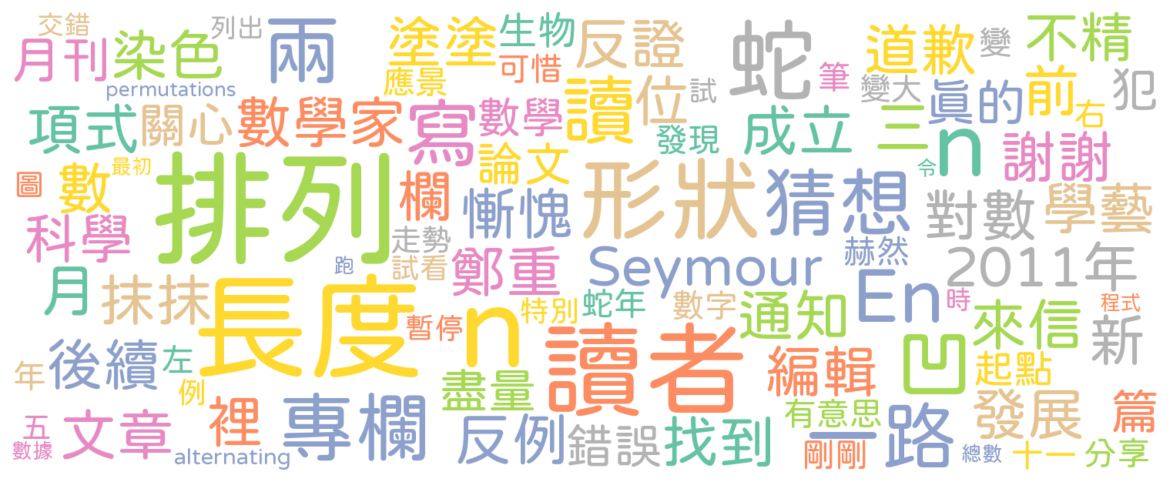 交錯 列出 兩 塗塗 生物 反證 蛇 道歉 變 不精
月刊 染色 permutations 應景 可惜 筆 變大 眞的 前 犯
項式 關心 數學家 寫 數學 讀 位 試 發現 成立 三 n 右 謝謝
圖 數 最初 排列 欄 論文 形狀 猜想 令 對數 學藝
科學 走勢 慚愧 赫然 2011年
月 抹抹 跑 試看 鄭重 Seymour En 時 程式
長度 暫停 n 特別 蛇年 數字 通知 來信 新
年 後續 左 例 讀者 編輯 凹 起點
五 文章 裡 專欄 盡量 反例 錯誤 找到 有意思 一路 發展 篇
數據 alternating 剛剛 總數 十一 分享